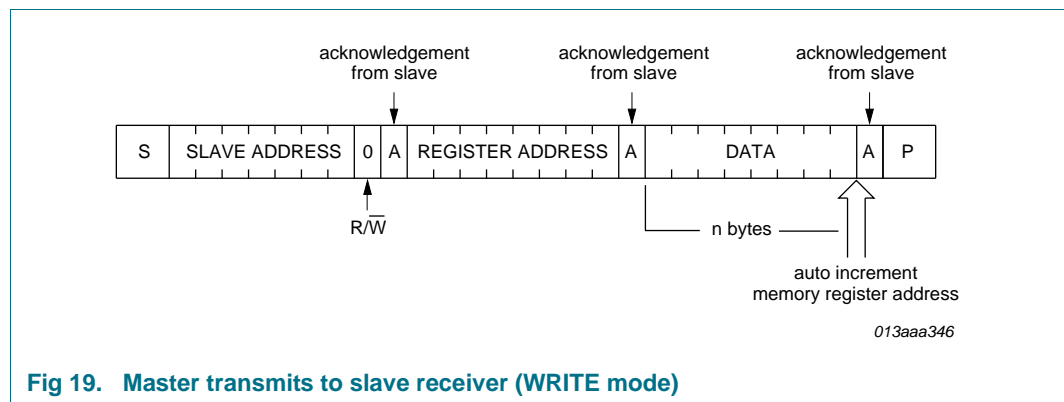 acknowledgement
from slave
acknowledgement
from slave
acknowledgement
from slave
S SLAVE ADDRESS 0 A REGISTER ADDRESS A DATA A P
R/W̅
n bytes
auto increment
memory register address
013aaa346
Fig 19. Master transmits to slave receiver (WRITE mode)